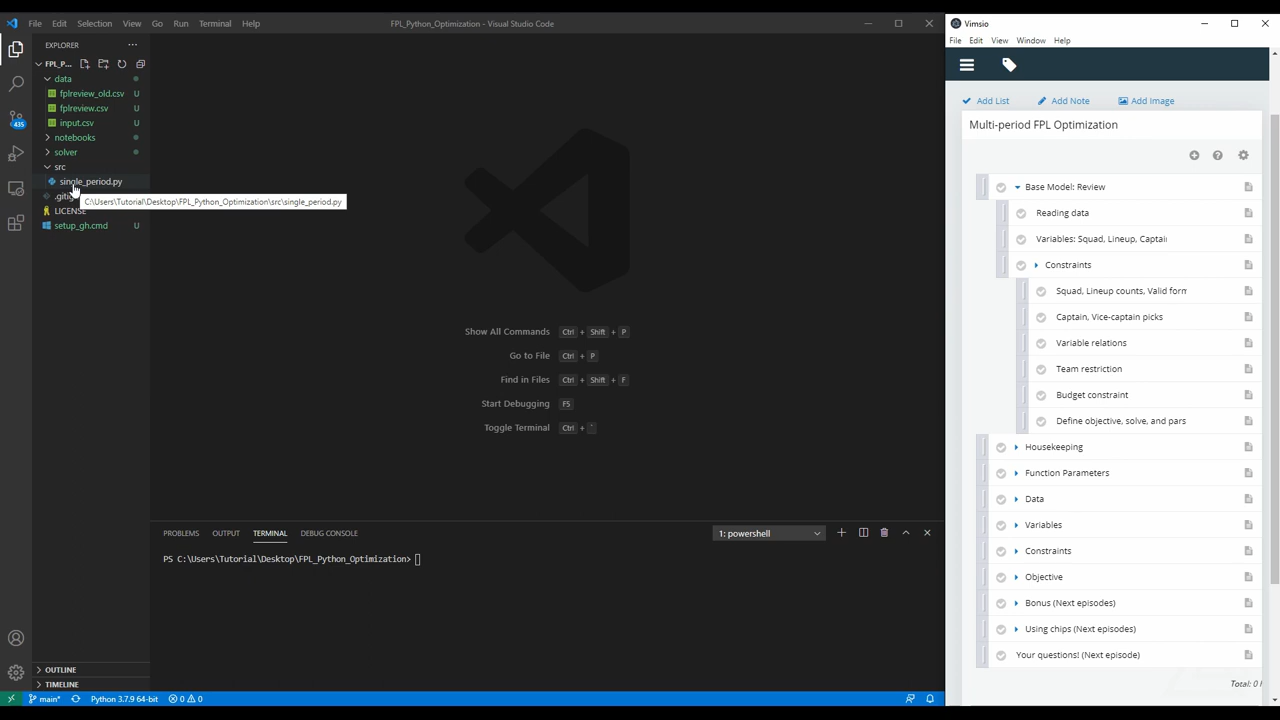 File Edit Selection View Go Run Terminal Help
FPL_Python_Optimization - Visual Studio Code
EXPLORER
FPL_P...
data
fplreview_old.csv U
fplreview.csv U
input.csv U
notebooks
solver
src
single_period.py
C:\Users\Tutorial\Desktop\FPL_Python_Optimization\src\single_period.py
LICENSE
setup_gh.cmd U
435
Show All Commands Ctrl + Shift + P
Go to File Ctrl + P
Find in Files Ctrl + Shift + F
Start Debugging F5
Toggle Terminal Ctrl + `
PROBLEMS OUTPUT TERMINAL DEBUG CONSOLE
1: powershell
PS C:\Users\Tutorial\Desktop\FPL_Python_Optimization>
OUTLINE
TIMELINE
main* Python 3.7.9 64-bit 0 0
Vimsio
File Edit View Window Help
Add List Add Note Add Image
Multi-period FPL Optimization
Base Model: Review
Reading data
Variables: Squad, Lineup, Captai
Constraints
Squad, Lineup counts, Valid form
Captain, Vice-captain picks
Variable relations
Team restriction
Budget constraint
Define objective, solve, and pars
Housekeeping
Function Parameters
Data
Variables
Constraints
Objective
Bonus (Next episodes)
Using chips (Next episodes)
Your questions! (Next episode)
Total: 0